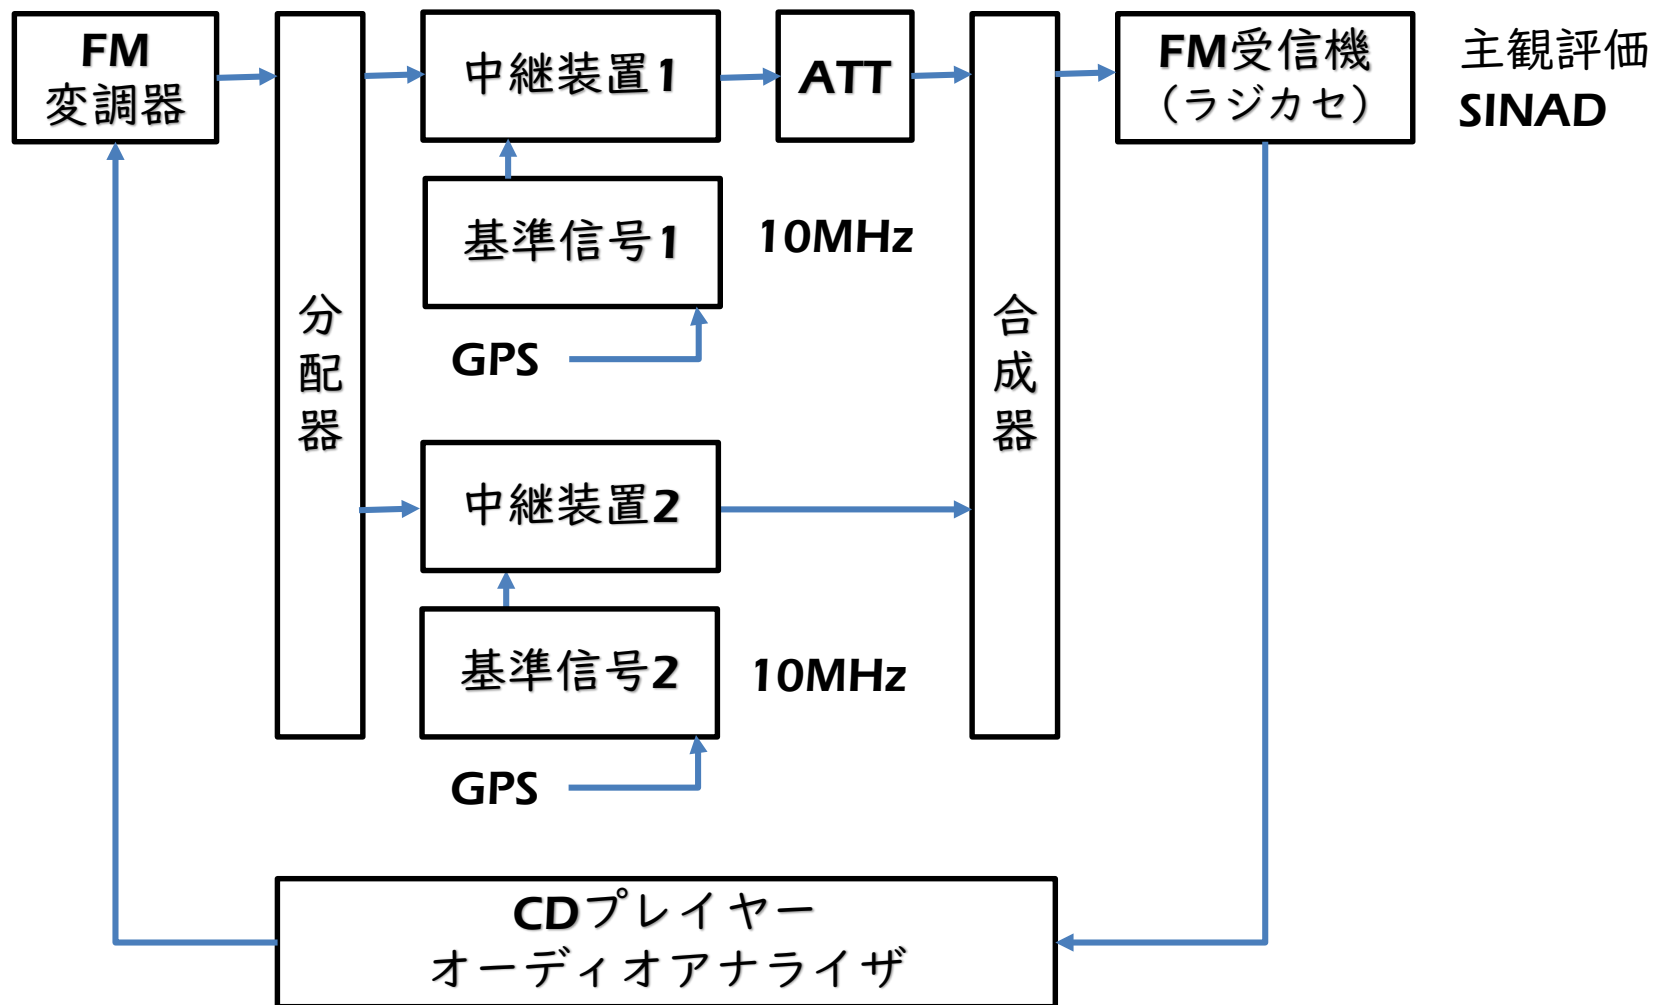 FM
変調器
分
配
器
中継装置1
ATT
合
成
器
FM受信機
（ラジカセ）
主観評価
SINAD
基準信号1
10MHz
GPS
中継装置2
基準信号2
10MHz
GPS
CDプレイヤー
オーディオアナライザ